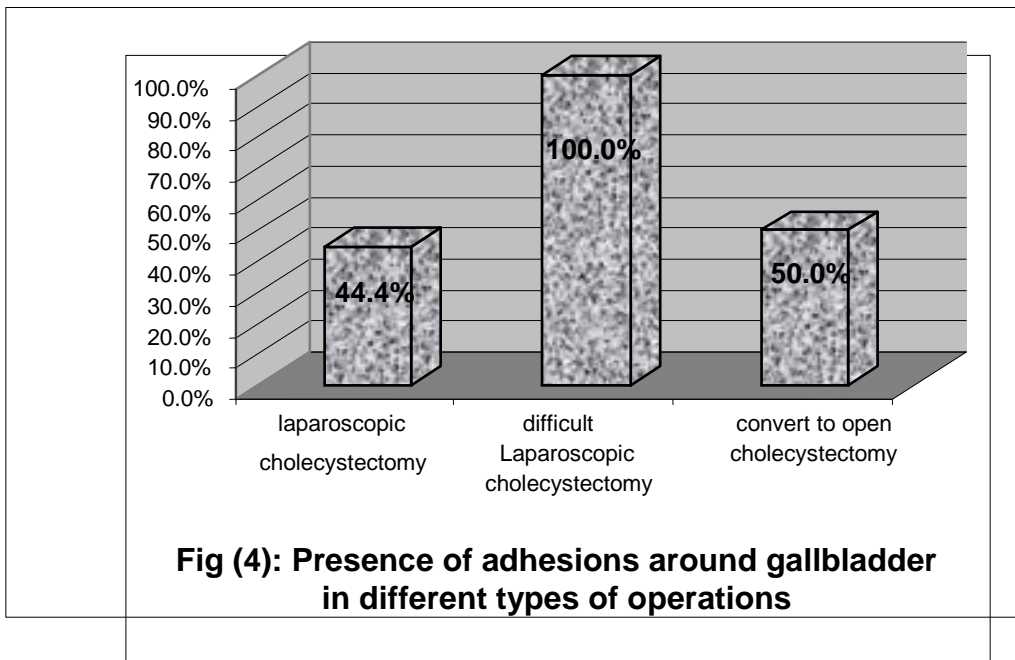 100.0%
90.0%
80.0%
70.0%
60.0%
50.0%
40.0%
30.0%
20.0%
10.0%
0.0%
44.4%
100.0%
50.0%
laparoscopic
cholecystectomy
difficult
Laparoscopic
cholecystectomy
convert to open
cholecystectomy
Fig (4): Presence of adhesions around gallbladder
in different types of operations